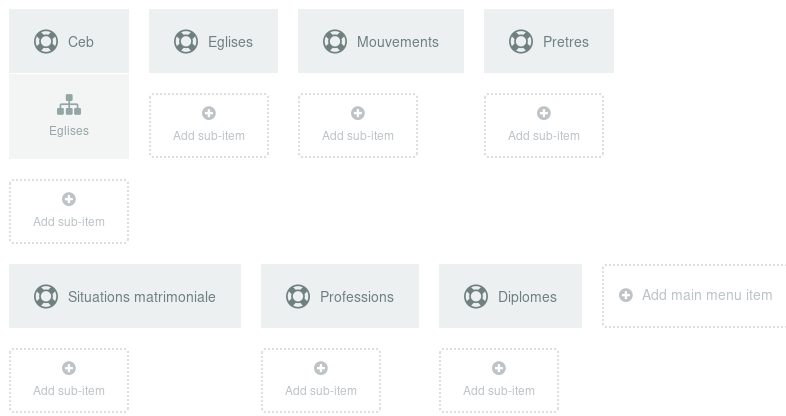 Ceb
Eglises
Mouvements
Pretres
Eglises
Add sub-item
Add sub-item
Add sub-item
Add sub-item
Situations matrimoniale
Professions
Diplomes
Add main menu item
Add sub-item
Add sub-item
Add sub-item